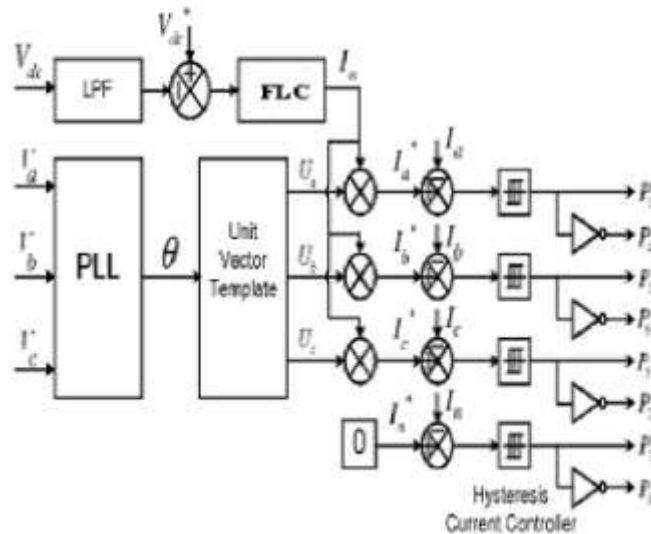 V_dc*
V_dc
LPF
FLC
I_m
V_a
V_b
V_c
PLL
θ
Unit
Vector
Template
U_a
U_b
U_c
I_a*
I_a
I_b*
I_b
I_c*
I_c
0
I_n*
I_n
Hysteresis
Current Controller